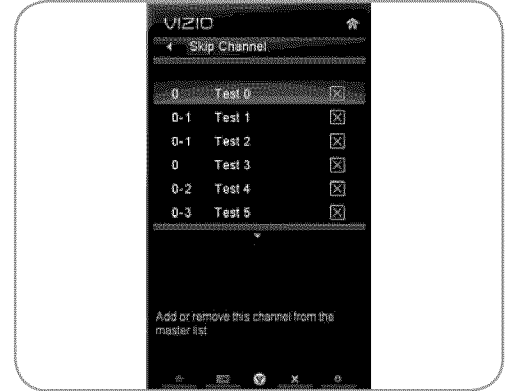 VIZIO
Skip Channel
0 Test 0
0-1 Test 1
0-1 Test 2
0 Test 3
0-2 Test 4
0-3 Test 5
Add or remove this channel from the
master list